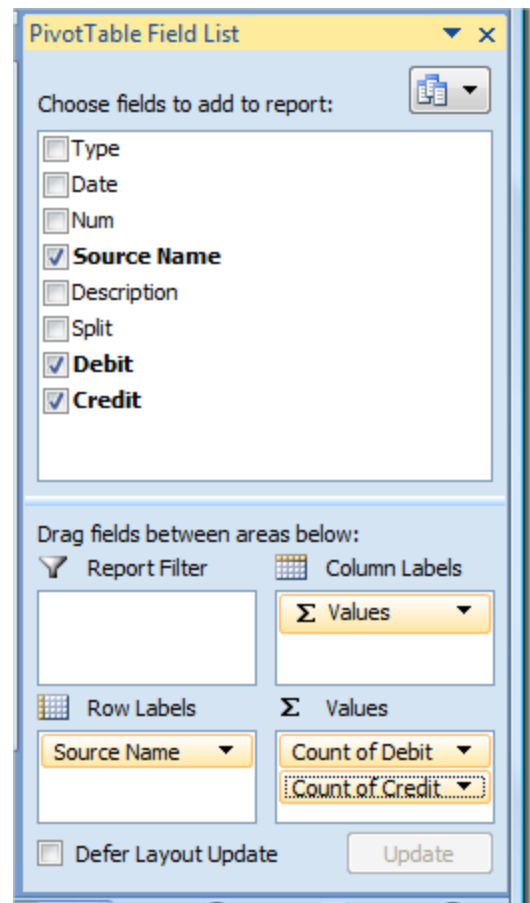 PivotTable Field List
Choose fields to add to report:
Type
Date
Num
Source Name
Description
Split
Debit
Credit
Drag fields between areas below:
Report Filter
Column Labels
Σ Values
Row Labels
Σ Values
Source Name
Count of Debit
Count of Credit
Defer Layout Update
Update